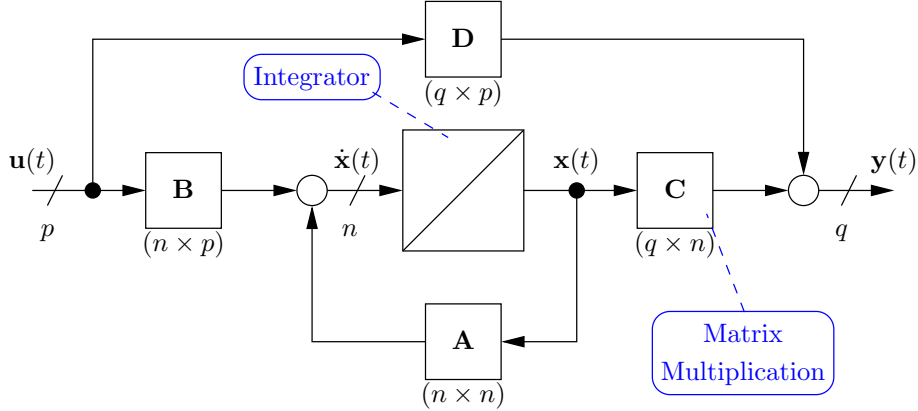 D
(q × p)
Integrator
u(t)
p
B
(n × p)
ẋ(t)
n
x(t)
C
(q × n)
y(t)
q
A
(n × n)
Matrix
Multiplication